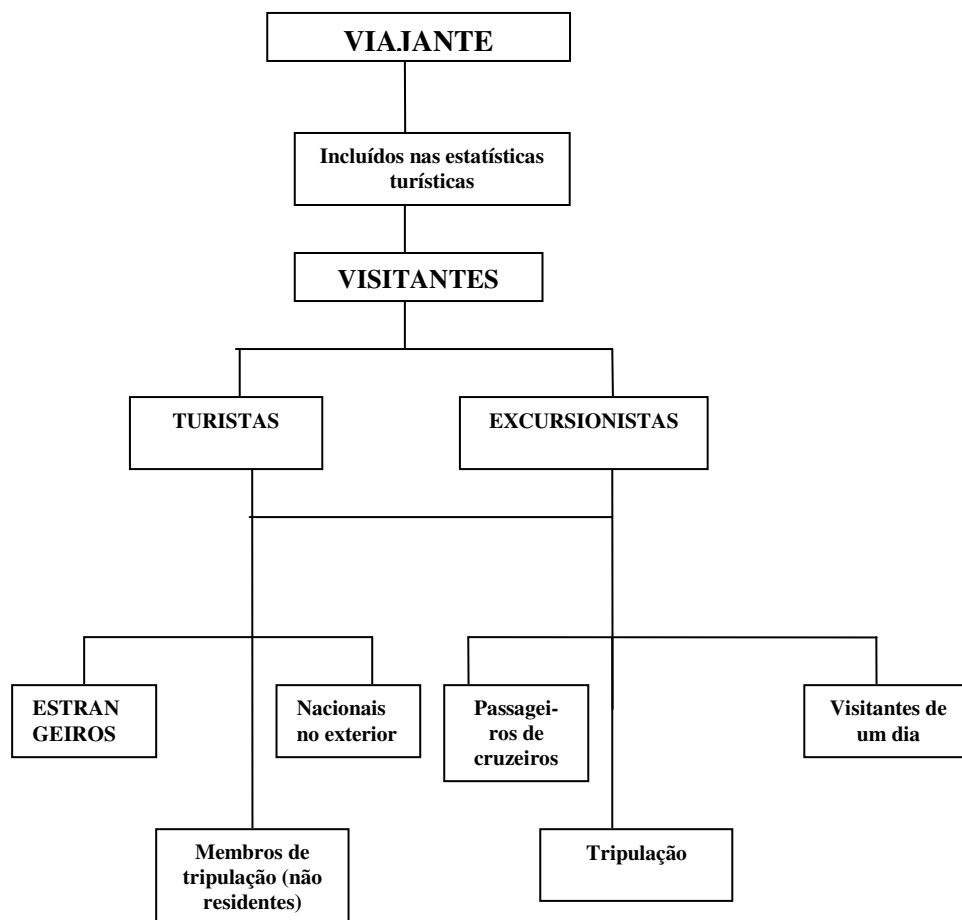 VIAJANTE
Incluídos nas estatísticas
turísticas
VISITANTES
TURISTAS
EXCURSIONISTAS
ESTRAN
GEIROS
Nacionais
no exterior
Passagei-
ros de
cruzeiros
Visitantes de
um dia
Membros de
tripulação (não
residentes)
Tripulação